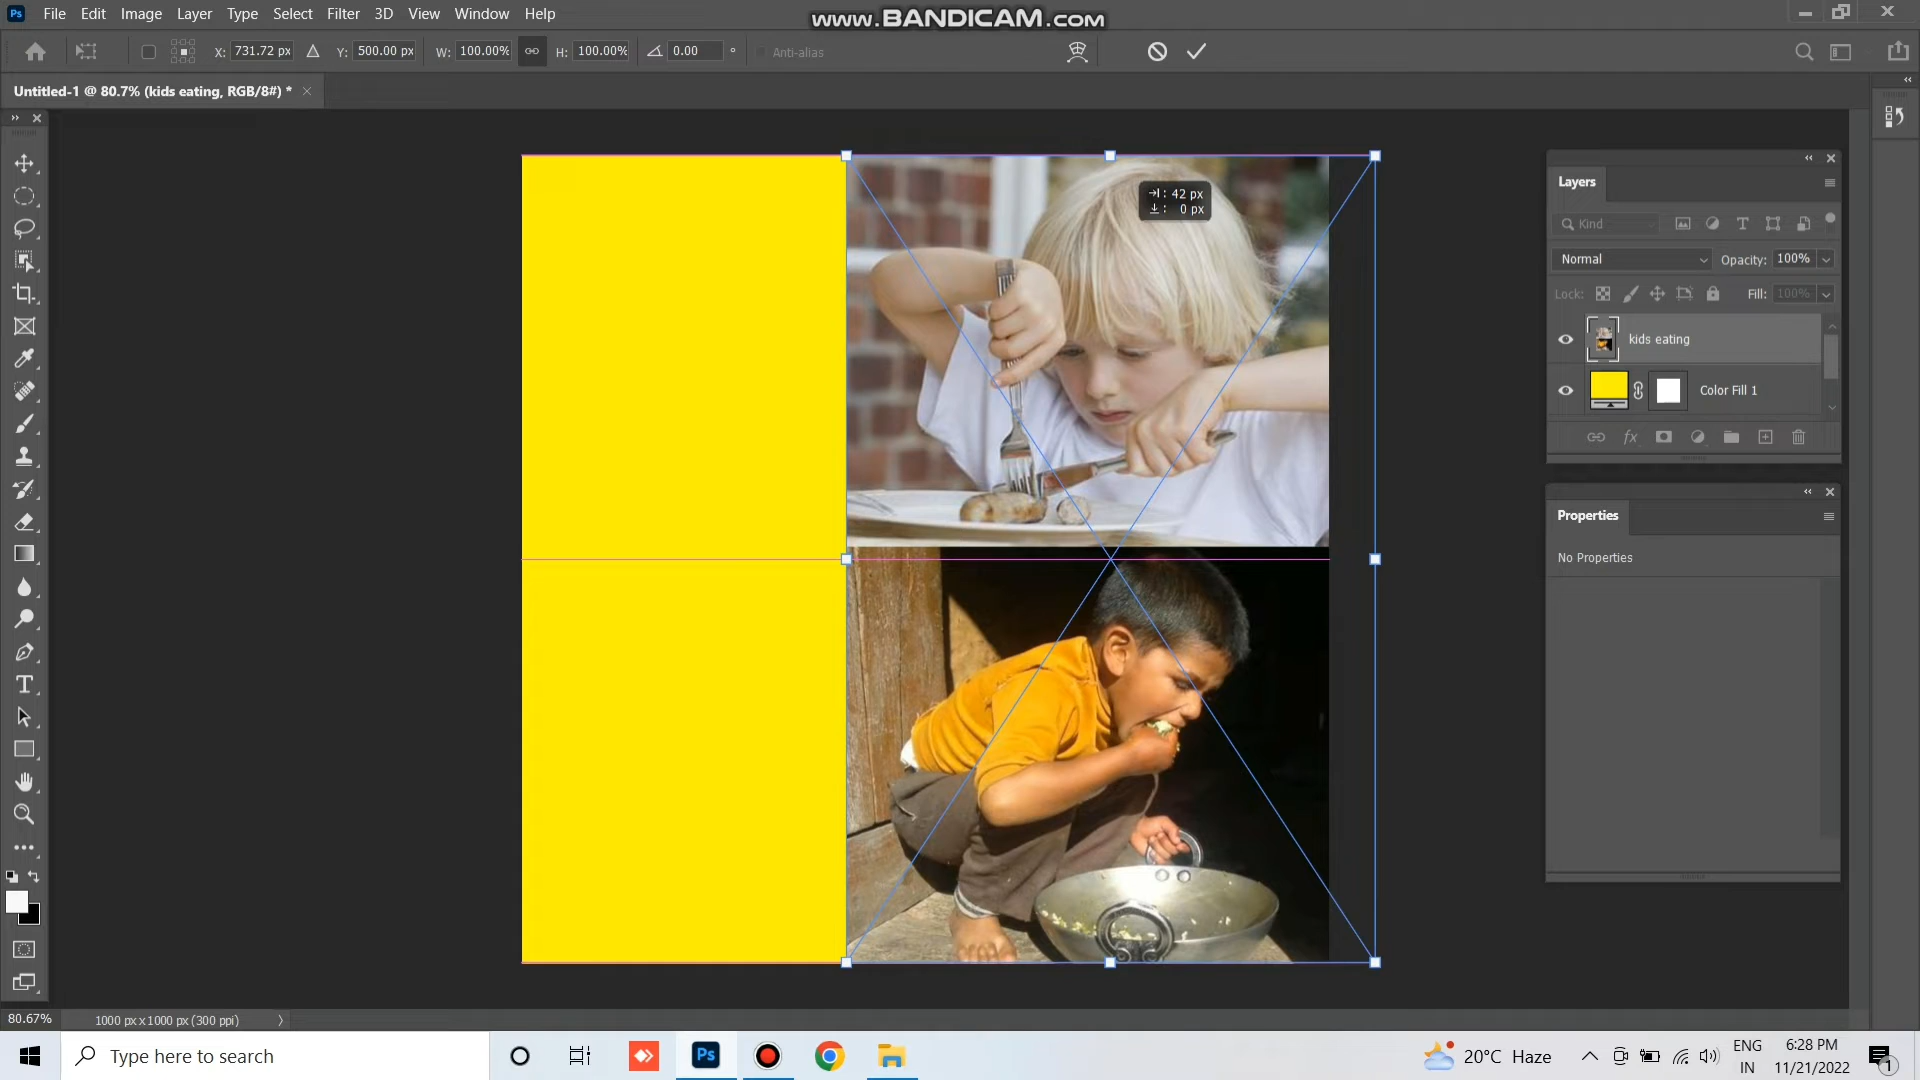 Ps File Edit Image Layer Type Select Filter 3D View Window Help
www.BANDICAM.com
X: 731.72 px Y: 500.00 px W: 100.00% H: 100.00% 0.00 ° Anti-alias
Untitled-1 @ 80.7% (kids eating, RGB/8#) * ×
: 42 px
: 0 px
Layers
Kind
Normal Opacity: 100%
Lock: Fill: 100%
kids eating
Color Fill 1
fx
Properties
No Properties
80.67% 1000 px x 1000 px (300 ppi)
Type here to search
Ps
20°C Haze
ENG
IN
6:28 PM
11/21/2022
1